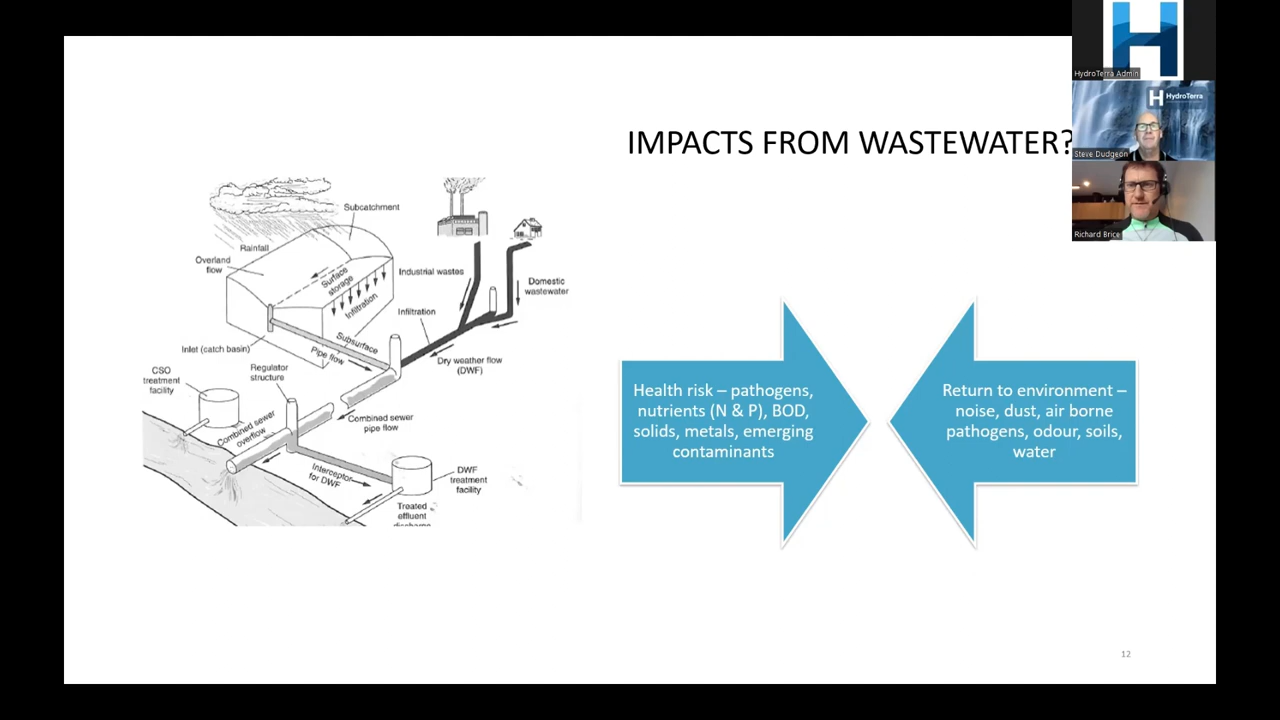 HydroTerra Admin
HydroTerra
Steve Dudgeon
Richard Brice
IMPACTS FROM WASTEWATER?
Subcatchment
Rainfall
Overland
flow
Surface
storage
Infiltration
Industrial wastes
Domestic
wastewater
Infiltration
Inlet (catch basin)
Subsurface
Pipe flow
Dry weather flow
(DWF)
CSO
treatment
facility
Regulator
structure
Combined sewer
overflow
Combined sewer
pipe flow
Interceptor
for DWF
DWF
treatment
facility
Treated
effluent
discharge
Health risk – pathogens,
nutrients (N & P), BOD,
solids, metals, emerging
contaminants
Return to environment –
noise, dust, air borne
pathogens, odour, soils,
water
12